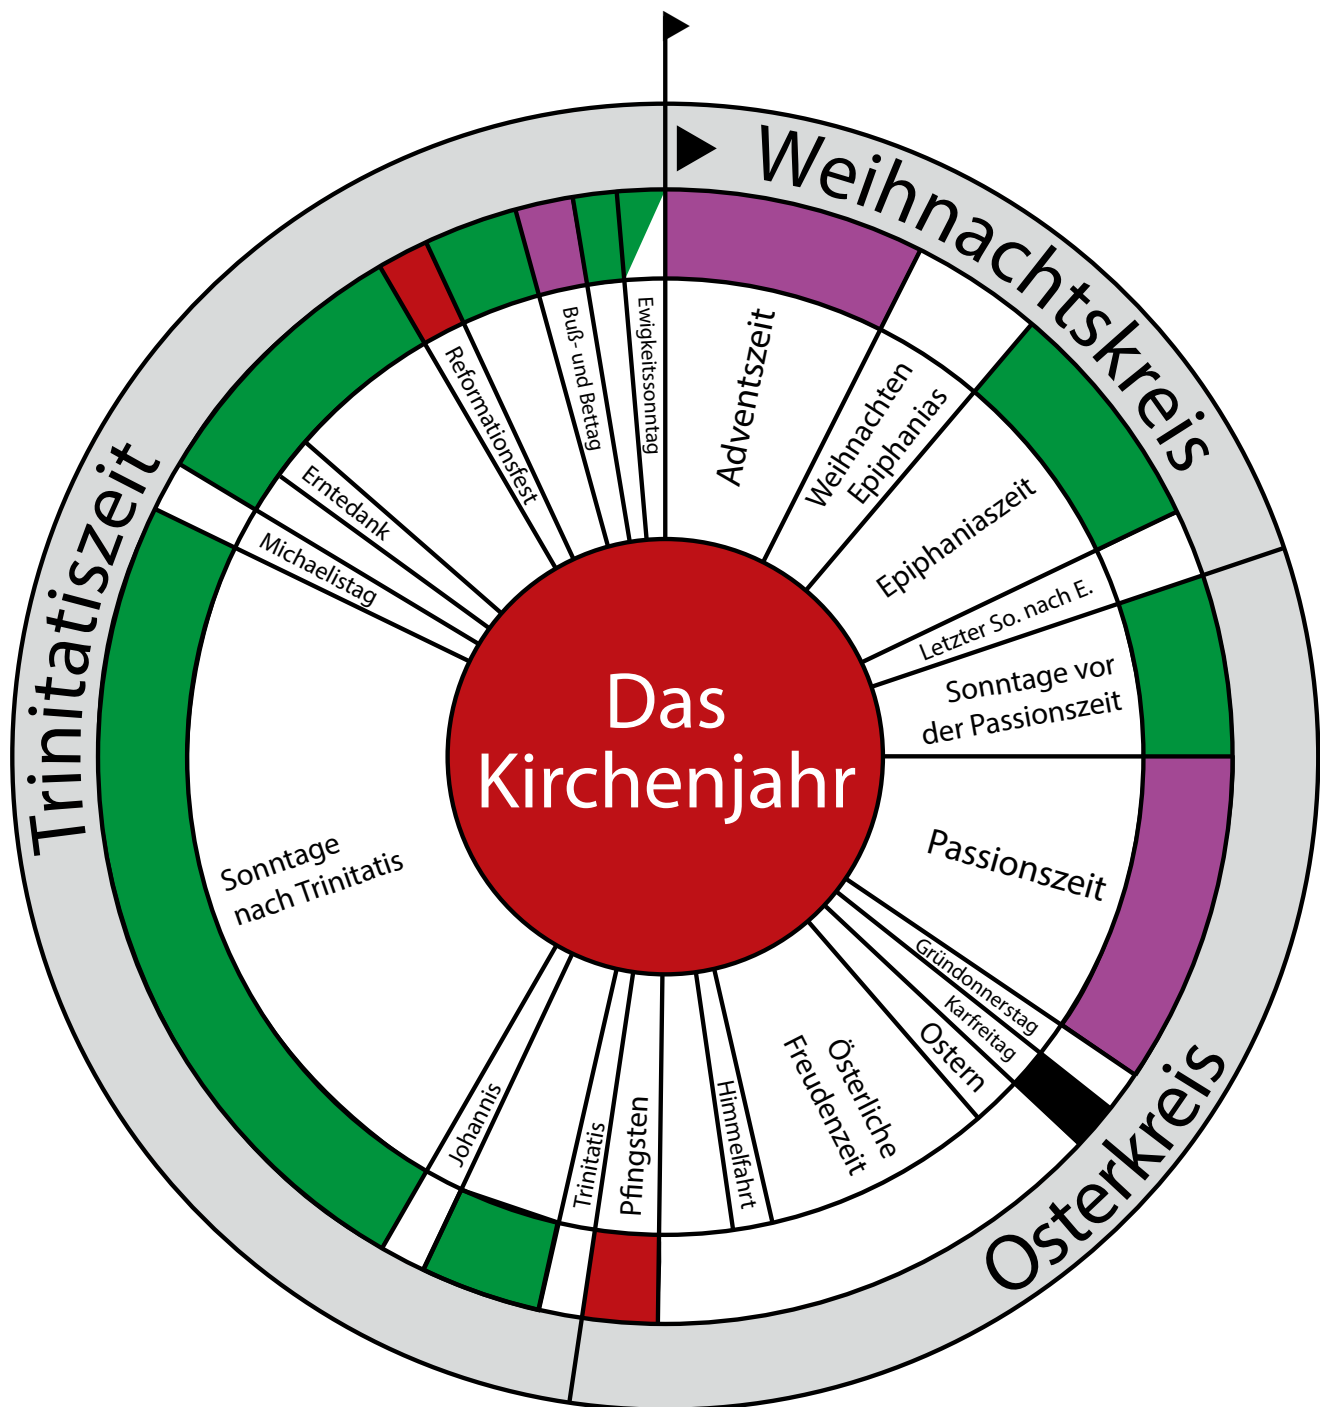 Das
Kirchenjahr
Weihnachtskreis
Adventszeit
Weihnachten
Epiphanias
Epiphaniaszeit
Letzter So. nach E.
Osterkreis
Sonntage vor
der Passionszeit
Passionszeit
Gründonnerstag
Karfreitag
Ostern
Österliche
Freudenzeit
Himmelfahrt
Pfingsten
Trinitatiszeit
Trinitatis
Johannis
Sonntage
nach Trinitatis
Michaelistag
Erntedank
Reformationsfest
Buß- und Bettag
Ewigkeitssonntag